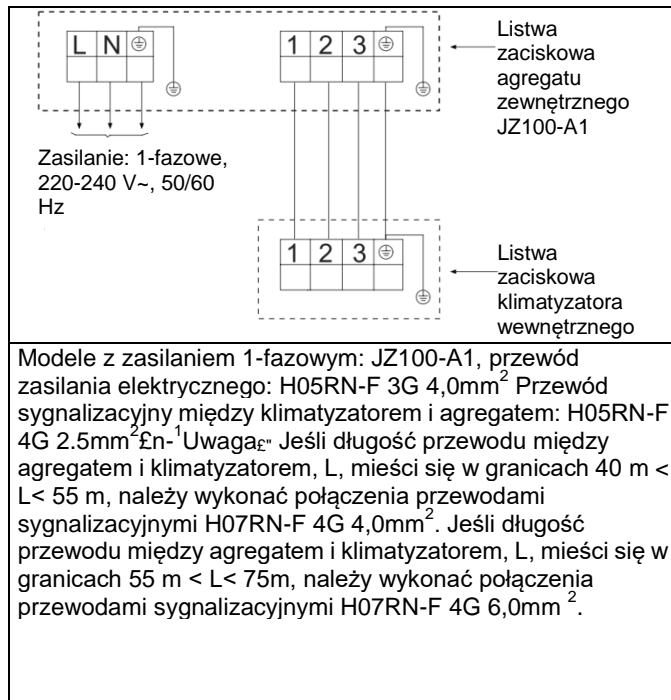 L N
1 2 3
Listwa
zaciskowa
agregatu
zewnętrznego
JZ100-A1
Zasilanie: 1-fazowe,
220-240 V~, 50/60
Hz
1 2 3
Listwa
zaciskowa
klimatyzatora
wewnętrznego
Modele z zasilaniem 1-fazowym: JZ100-A1, przewód
zasilania elektrycznego: H05RN-F 3G 4,0mm² Przewód
sygnalizacyjny między klimatyzatorem i agregatem: H05RN-F
4G 2.5mm²£n-¹Uwaga£" Jeśli długość przewodu między
agregatem i klimatyzatorem, L, mieści się w granicach 40 m <
L< 55 m, należy wykonać połączenia przewodami
sygnalizacyjnymi H07RN-F 4G 4,0mm². Jeśli długość
przewodu między agregatem i klimatyzatorem, L, mieści się w
granicach 55 m < L< 75m, należy wykonać połączenia
przewodami sygnalizacyjnymi H07RN-F 4G 6,0mm ².